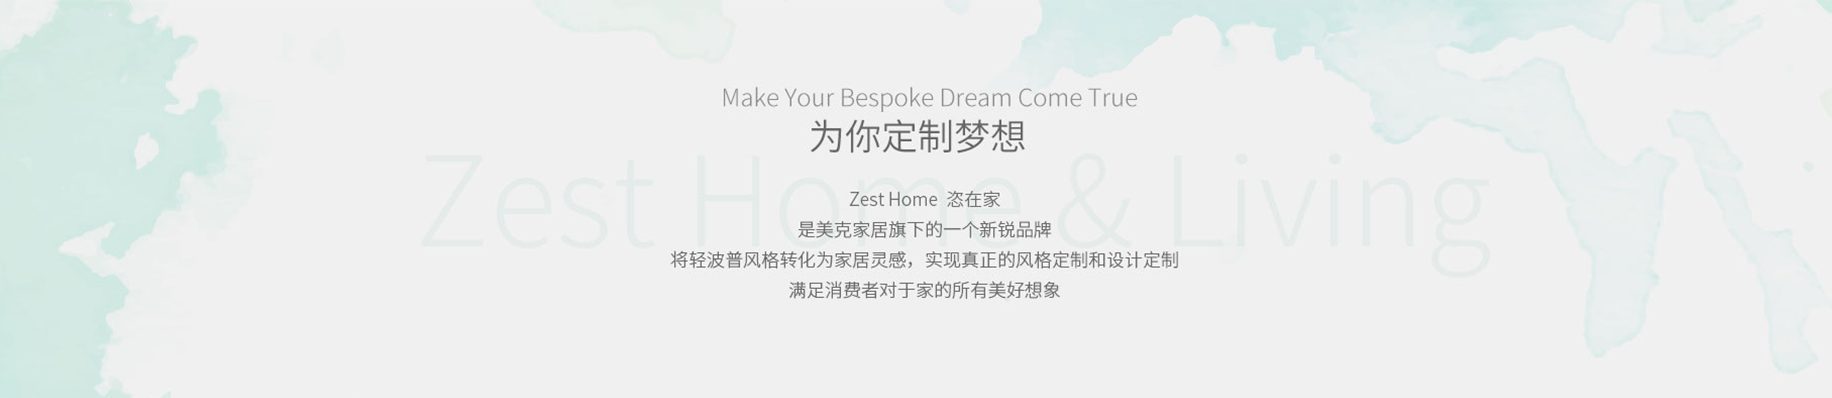 Make Your Bespoke Dream Come True
为你定制梦想
Zest Home & Living
Zest Home 恣在家
是美克家居旗下的一个新锐品牌
将轻波普风格转化为家居灵感，实现真正的风格定制和设计定制
满足消费者对于家的所有美好想象